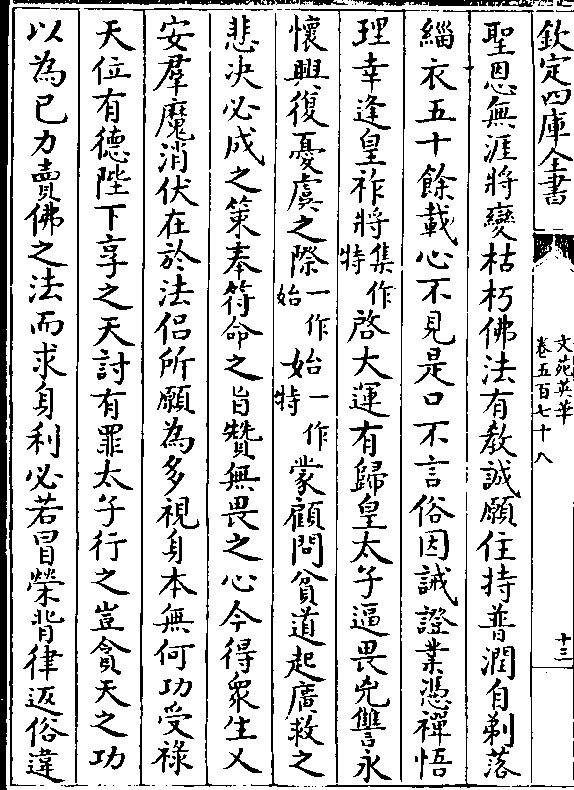 欽定四庫全書
文苑英華
卷五百七十八
十三
聖恩無涯將變枯朽佛法有教誠願住持普潤自剃落
緇衣五十餘載心不見是口不言俗因誡證業憑禪悟
理幸逢皇祚將集作特啓大運有歸皇太子逼畏兇讐永
懷興復憂虞之際一作始始一作特蒙顧問貧道起廣救之
悲決必成之策奉符命之旨贊無畏之心今得衆生乂
安羣魔消伏在於法侣所願為多視身本無何功受祿
天位有德陛下享之天討有罪太子行之豈貪天之功
以為已力賣佛之法而求身利必若冒榮背律返俗違